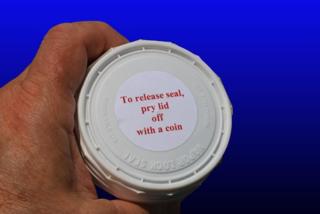 To release seal,
pry lid
off
with a coin